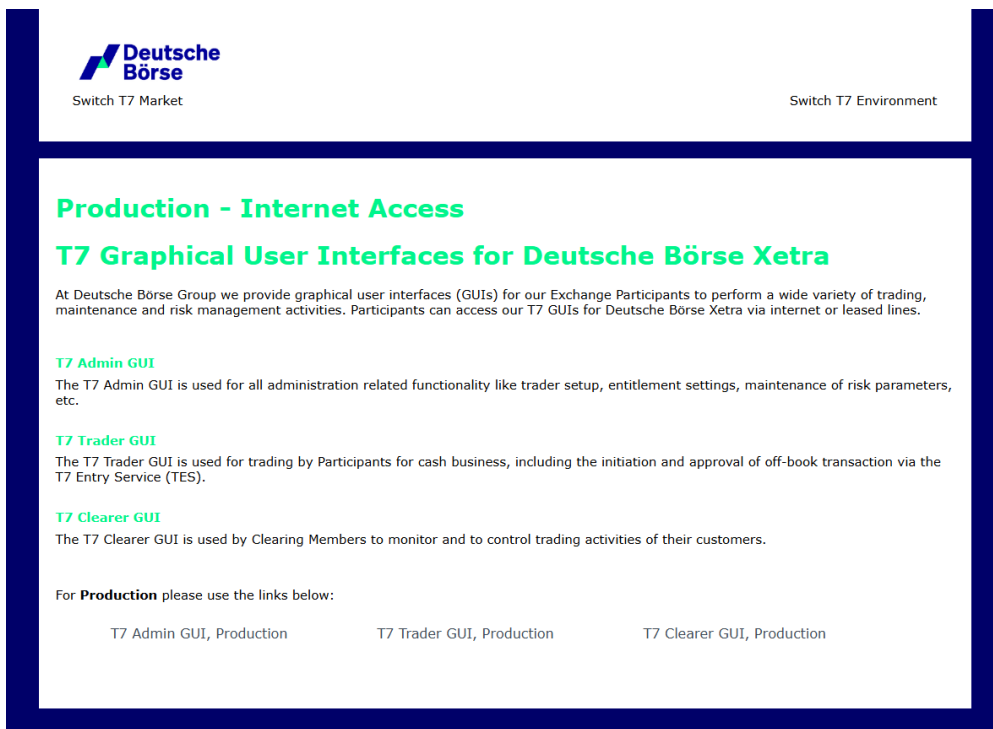 Deutsche
Börse
Switch T7 Market
Switch T7 Environment
Production - Internet Access
T7 Graphical User Interfaces for Deutsche Börse Xetra
At Deutsche Börse Group we provide graphical user interfaces (GUIs) for our Exchange Participants to perform a wide variety of trading,
maintenance and risk management activities. Participants can access our T7 GUIs for Deutsche Börse Xetra via internet or leased lines.
T7 Admin GUI
The T7 Admin GUI is used for all administration related functionality like trader setup, entitlement settings, maintenance of risk parameters,
etc.
T7 Trader GUI
The T7 Trader GUI is used for trading by Participants for cash business, including the initiation and approval of off-book transaction via the
T7 Entry Service (TES).
T7 Clearer GUI
The T7 Clearer GUI is used by Clearing Members to monitor and to control trading activities of their customers.
For Production please use the links below:
T7 Admin GUI, Production
T7 Trader GUI, Production
T7 Clearer GUI, Production